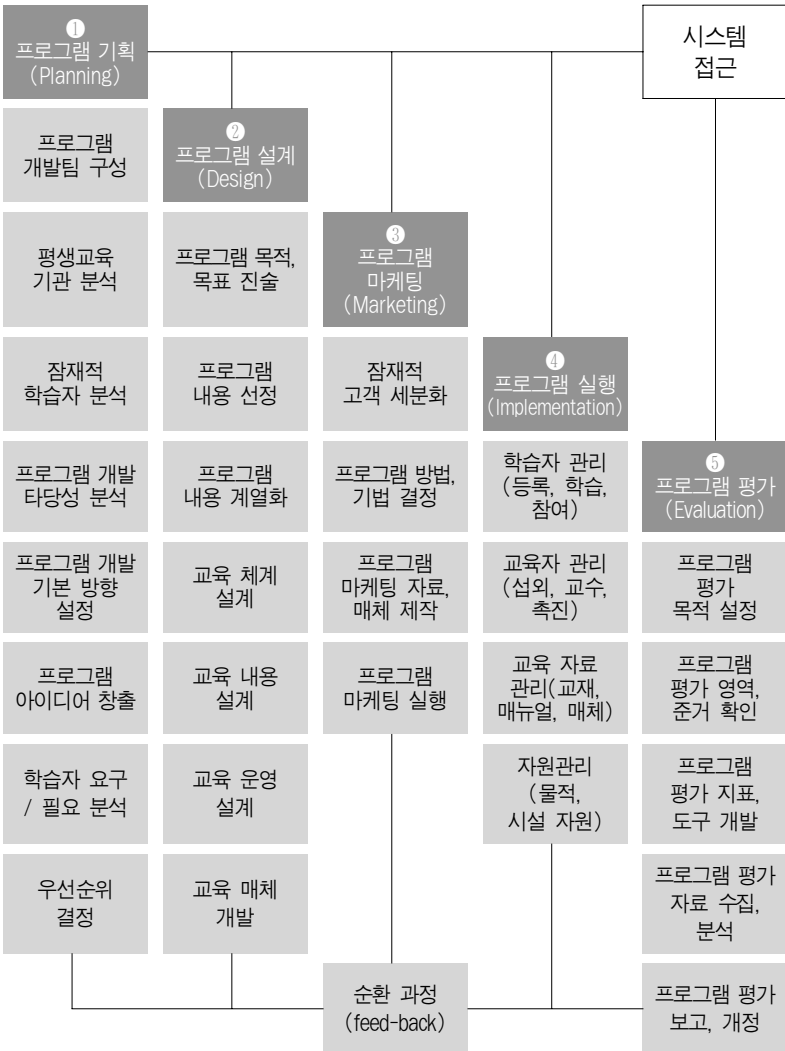 ❶
프로그램 기획
(Planning)
프로그램
개발팀 구성
평생교육
기관 분석
잠재적
학습자 분석
프로그램 개발
타당성 분석
프로그램 개발
기본 방향
설정
프로그램
아이디어 창출
학습자 요구
/ 필요 분석
우선순위
결정
❷
프로그램 설계
(Design)
프로그램 목적,
목표 진술
프로그램
내용 선정
프로그램
내용 계열화
교육 체계
설계
교육 내용
설계
교육 운영
설계
교육 매체
개발
❸
프로그램
마케팅
(Marketing)
잠재적
고객 세분화
프로그램 방법,
기법 결정
프로그램
마케팅 자료,
매체 제작
프로그램
마케팅 실행
순환 과정
(feed-back)
❹
프로그램 실행
(Implementation)
학습자 관리
(등록, 학습,
참여)
교육자 관리
(섭외, 교수,
촉진)
교육 자료
관리(교재,
매뉴얼, 매체)
자원관리
(물적,
시설 자원)
시스템
접근
❺
프로그램 평가
(Evaluation)
프로그램
평가
목적 설정
프로그램
평가 영역,
준거 확인
프로그램
평가 지표,
도구 개발
프로그램 평가
자료 수집,
분석
프로그램 평가
보고, 개정